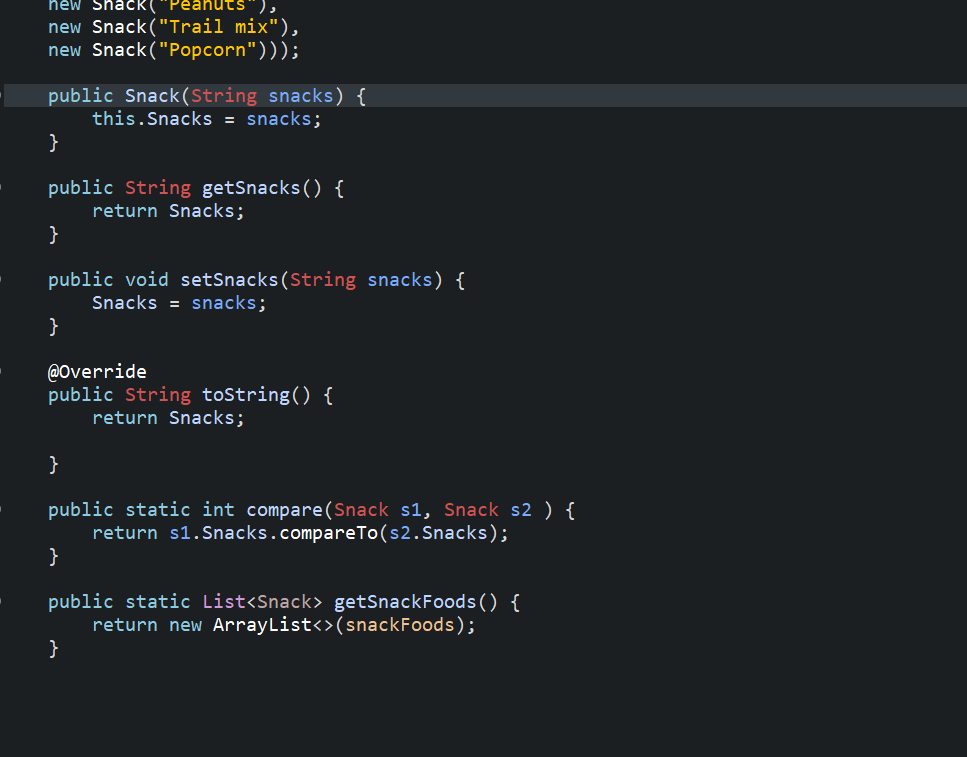 new Snack("Peanuts"),
new Snack("Trail mix"),
new Snack("Popcorn")));
public Snack(String snacks) {
this.Snacks = snacks;
}
public String getSnacks() {
return Snacks;
}
public void setSnacks(String snacks) {
Snacks = snacks;
}
@Override
public String toString() {
return Snacks;
}
public static int compare(Snack s1, Snack s2 ) {
return s1.Snacks.compareTo(s2.Snacks);
}
public static List<Snack> getSnackFoods() {
return new ArrayList<>(snackFoods);
}